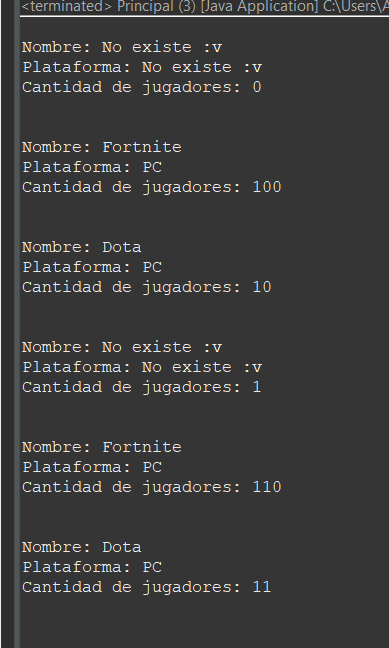 <terminated> Principal (3) [Java Application] C:\Users\A
Nombre: No existe :v
Plataforma: No existe :v
Cantidad de jugadores: 0
Nombre: Fortnite
Plataforma: PC
Cantidad de jugadores: 100
Nombre: Dota
Plataforma: PC
Cantidad de jugadores: 10
Nombre: No existe :v
Plataforma: No existe :v
Cantidad de jugadores: 1
Nombre: Fortnite
Plataforma: PC
Cantidad de jugadores: 110
Nombre: Dota
Plataforma: PC
Cantidad de jugadores: 11